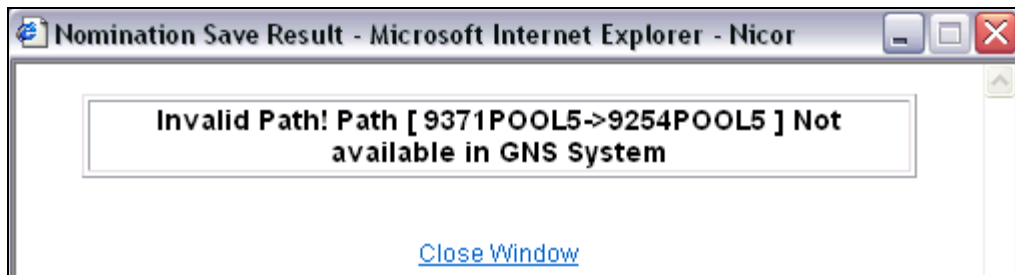 Nomination Save Result - Microsoft Internet Explorer - Nicor
Invalid Path! Path [ 9371POOL5->9254POOL5 ] Not
available in GNS System
Close Window